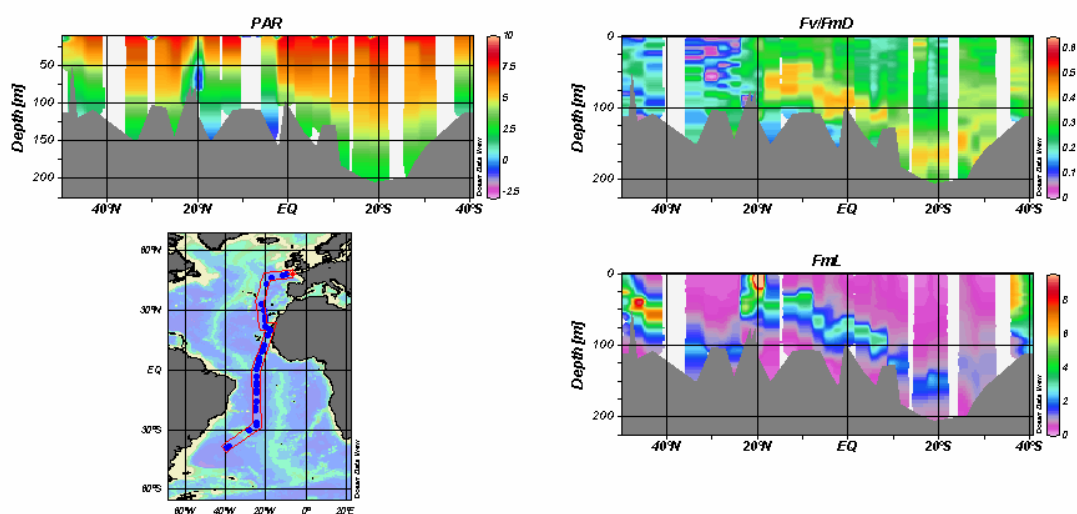 PAR
Depth [m]
50
100
150
200
40°N
20°N
EQ
20°S
40°S
10
7.5
5
2.5
0
-2.5
Ocean Data View
Fv/FmD
Depth [m]
0
100
200
40°N
20°N
EQ
20°S
40°S
0.6
0.5
0.4
0.3
0.2
0.1
0
Ocean Data View
60°N
30°N
EQ
30°S
60°S
60°W
40°W
20°W
0°
20°E
Ocean Data View
FmL
Depth [m]
0
100
200
40°N
20°N
EQ
20°S
40°S
8
6
4
2
0
Ocean Data View